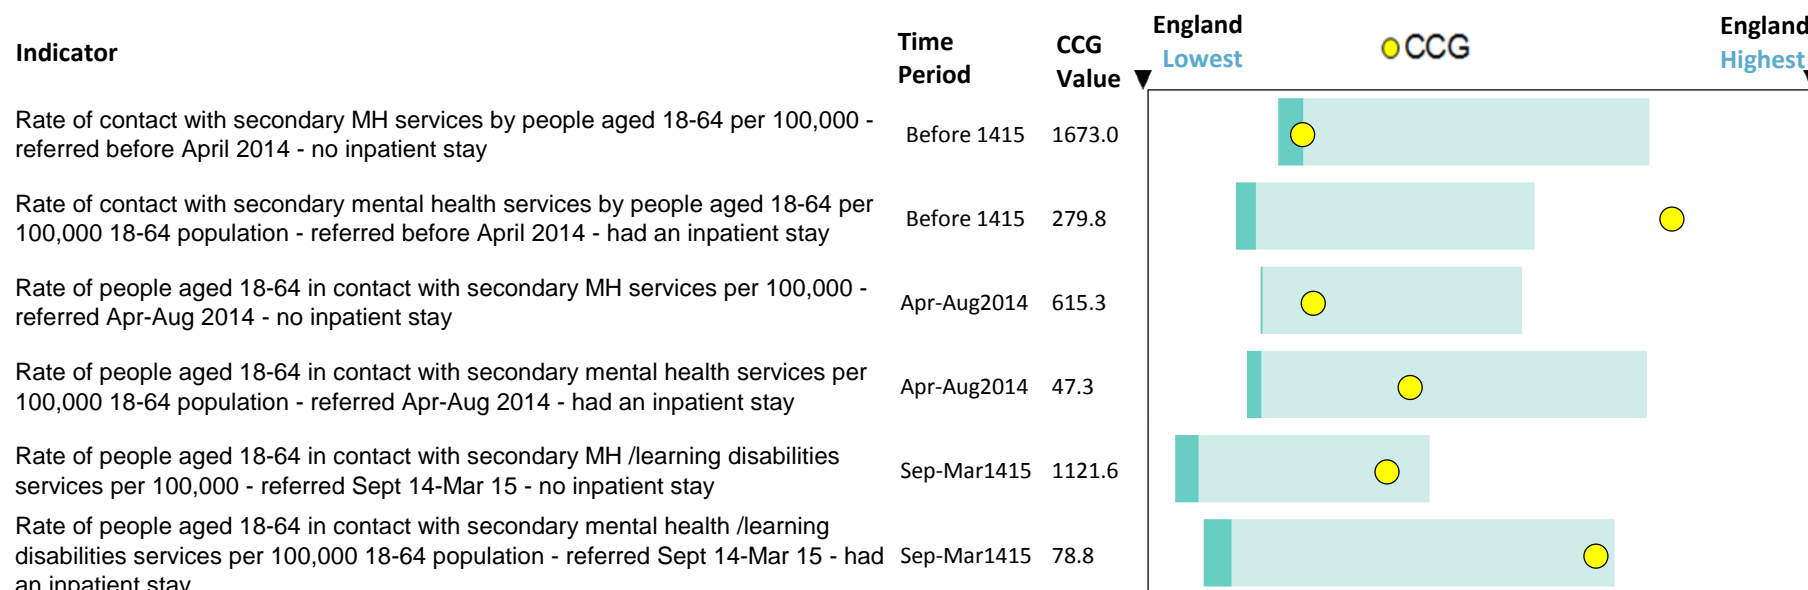 Indicator
Time
Period
CCG
Value
England
Lowest
CCG
England
Highest
Rate of contact with secondary MH services by people aged 18-64 per 100,000 -
referred before April 2014 - no inpatient stay
Before 1415
1673.0
Rate of contact with secondary mental health services by people aged 18-64 per
100,000 18-64 population - referred before April 2014 - had an inpatient stay
Before 1415
279.8
Rate of people aged 18-64 in contact with secondary MH services per 100,000 -
referred Apr-Aug 2014 - no inpatient stay
Apr-Aug2014
615.3
Rate of people aged 18-64 in contact with secondary mental health services per
100,000 18-64 population - referred Apr-Aug 2014 - had an inpatient stay
Apr-Aug2014
47.3
Rate of people aged 18-64 in contact with secondary MH /learning disabilities
services per 100,000 - referred Sept 14-Mar 15 - no inpatient stay
Sep-Mar1415
1121.6
Rate of people aged 18-64 in contact with secondary mental health /learning
disabilities services per 100,000 18-64 population - referred Sept 14-Mar 15 - had
an inpatient stay
Sep-Mar1415
78.8